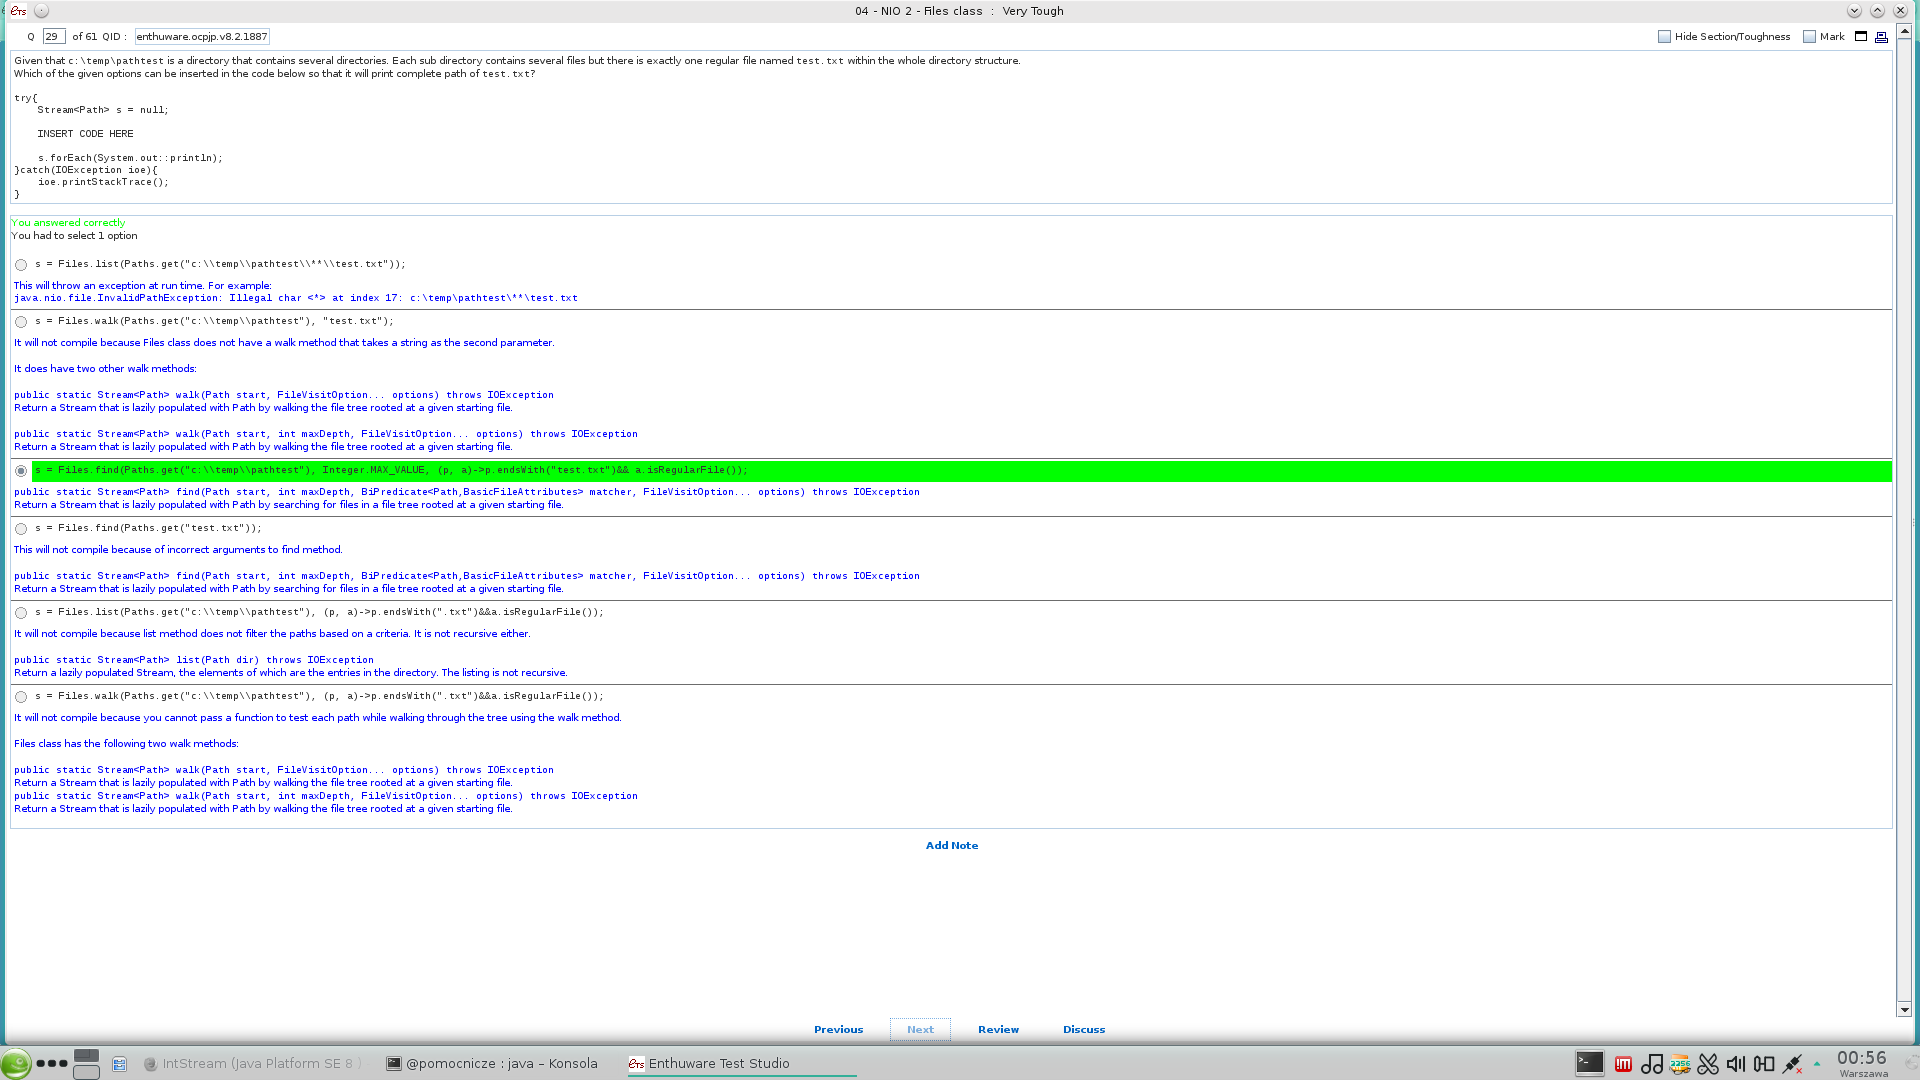 ETS
04 - NIO 2 - Files class : Very Tough
Q 29 of 61 QID : enthuware.ocpjp.v8.2.1887 Hide Section/Toughness Mark
Given that c:\temp\pathtest is a directory that contains several directories. Each sub directory contains several files but there is exactly one regular file named test.txt within the whole directory structure.
Which of the given options can be inserted in the code below so that it will print complete path of test.txt?
try{
Stream<Path> s = null;
INSERT CODE HERE
s.forEach(System.out::println);
}catch(IOException ioe){
ioe.printStackTrace();
}
You answered correctly
You had to select 1 option
s = Files.list(Paths.get("c:\\temp\\pathtest\\**\\test.txt"));
This will throw an exception at run time. For example:
java.nio.file.InvalidPathException: Illegal char <*> at index 17: c:\temp\pathtest\**\test.txt
s = Files.walk(Paths.get("c:\\temp\\pathtest"), "test.txt");
It will not compile because Files class does not have a walk method that takes a string as the second parameter.
It does have two other walk methods:
public static Stream<Path> walk(Path start, FileVisitOption... options) throws IOException
Return a Stream that is lazily populated with Path by walking the file tree rooted at a given starting file.
public static Stream<Path> walk(Path start, int maxDepth, FileVisitOption... options) throws IOException
Return a Stream that is lazily populated with Path by walking the file tree rooted at a given starting file.
s = Files.find(Paths.get("c:\\temp\\pathtest"), Integer.MAX_VALUE, (p, a)->p.endsWith("test.txt")&& a.isRegularFile());
public static Stream<Path> find(Path start, int maxDepth, BiPredicate<Path,BasicFileAttributes> matcher, FileVisitOption... options) throws IOException
Return a Stream that is lazily populated with Path by searching for files in a file tree rooted at a given starting file.
s = Files.find(Paths.get("test.txt"));
This will not compile because of incorrect arguments to find method.
public static Stream<Path> find(Path start, int maxDepth, BiPredicate<Path,BasicFileAttributes> matcher, FileVisitOption... options) throws IOException
Return a Stream that is lazily populated with Path by searching for files in a file tree rooted at a given starting file.
s = Files.list(Paths.get("c:\\temp\\pathtest"), (p, a)->p.endsWith(".txt")&&a.isRegularFile());
It will not compile because list method does not filter the paths based on a criteria. It is not recursive either.
public static Stream<Path> list(Path dir) throws IOException
Return a lazily populated Stream, the elements of which are the entries in the directory. The listing is not recursive.
s = Files.walk(Paths.get("c:\\temp\\pathtest"), (p, a)->p.endsWith(".txt")&&a.isRegularFile());
It will not compile because you cannot pass a function to test each path while walking through the tree using the walk method.
Files class has the following two walk methods:
public static Stream<Path> walk(Path start, FileVisitOption... options) throws IOException
Return a Stream that is lazily populated with Path by walking the file tree rooted at a given starting file.
public static Stream<Path> walk(Path start, int maxDepth, FileVisitOption... options) throws IOException
Return a Stream that is lazily populated with Path by walking the file tree rooted at a given starting file.
Add Note
Previous Next Review Discuss
IntStream (Java Platform SE 8 ) @pomocnicze : java – Konsola ETS Enthuware Test Studio 00:56
Warszawa